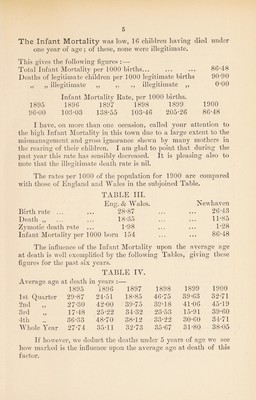 5
The Infant Mortality was low, 16 children having died under
one year of age; of these, none were illegitimate.
This gives the following figures :—
Total Infant Mortality per 1000 births... ... ... 86·48
Deaths of legitimate children per 1000 legitimate births 90·90
„ „ illegitimate „ „ „ illegitimate „ 0·00
Infant Mortality Rate, per 1000 births.
1895 1896 1897 1898 1899 1900
96·00 103·03 138·55 103·46 205·26 86·48
I have, on more than one occasion, called your attention to
the high Infant Mortality in this town due to a large extent to the
mismanagement and gross ignorance shewn by many mothers in
the rearing of their children. I am glad to point that during the
past year this rate has sensibly decreased. It is pleasing also to
note that the illegitimate death rate is nil.
The rates per 1000 of the population for 1900 are compared
with those of England and Wales in the subjoined Table.
TABLE III.
Eng. & Wales. Newhaven
Birth rate ... ... 28·87 ... ... 26·43
Death „ ... 18·35 ... ... 11·85
Zymotic death rate ... 1·98 ... ... 1·28
Infant Mortality per 1000 born 154 ... ... 86·48
The influence of the Infant Mortality upon the average age
at death is well exemplified by the following Tables, giving these
figures for the past six years.
TABLE IV.
Average age at death in years :—
1895 1896 1897 1898 1899 1900
1st Quarter 29·87 24·51 18·85 46·75 39·63 32·71
2nd „ 27·30 42·00 39·75 39·18 41·06 45·19
3rd „ 17·48 25·22 34·32 23·53 15·91 39·60
4th „ 36·33 48·70 38·12 33·22 30·60 34·71
Whole Year 27·74 35·11 32·73 35·67 31·80 38·05
If however, we deduct the deaths under 5 years of age we see
how marked is the influence upon the average age at death of this
factor.